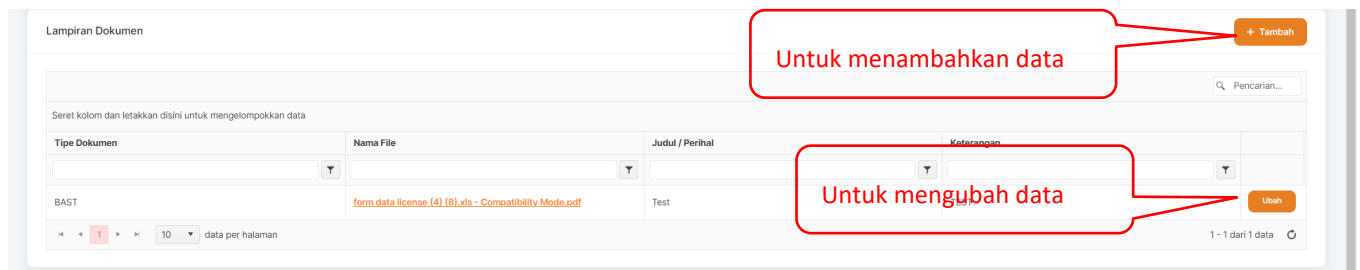 Lampiran Dokumen
+ Tambah
Untuk menambahkan data
Pencarian...
Seret kolom dan letakkan disini untuk mengelompokkan data
Tipe Dokumen Nama File Judul / Perihal Keterangan
BAST form data license (4) (8).xls - Compatibility Mode.pdf Test TEST Ubah
Untuk mengubah data
1 10 data per halaman 1 - 1 dari 1 data